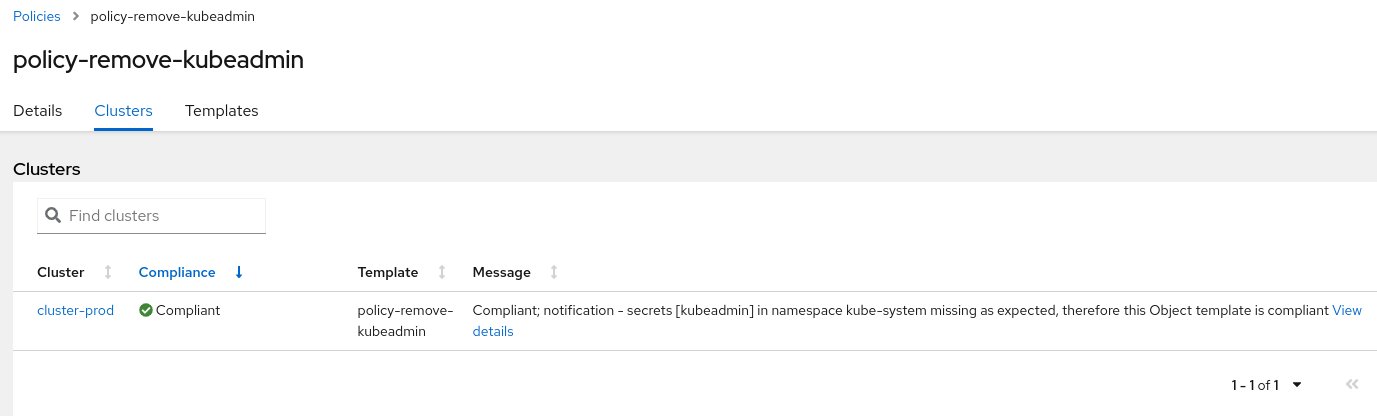 Policies > policy-remove-kubeadmin
policy-remove-kubeadmin
Details Clusters Templates
Clusters
Find clusters
Cluster Compliance Template Message
cluster-prod Compliant policy-remove- Compliant; notification - secrets [kubeadmin] in namespace kube-system missing as expected, therefore this Object template is compliant View
kubeadmin details
1 - 1 of 1